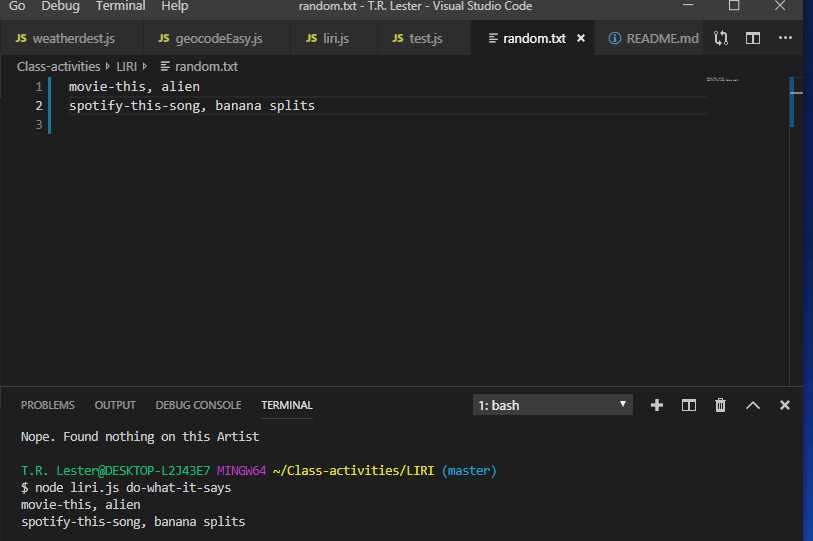 Go Debug Terminal Help random.txt - T.R. Lester - Visual Studio Code
JS weatherdest.js JS geocodeEasy.js JS liri.js JS test.js random.txt README.md
Class-activities LIRI random.txt
1 movie-this, alien
2 spotify-this-song, banana splits
3
PROBLEMS OUTPUT DEBUG CONSOLE TERMINAL 1: bash
Nope. Found nothing on this Artist
T.R. Lester@DESKTOP-L2J43E7 MINGW64 ~/Class-activities/LIRI (master)
$ node liri.js do-what-it-says
movie-this, alien
spotify-this-song, banana splits